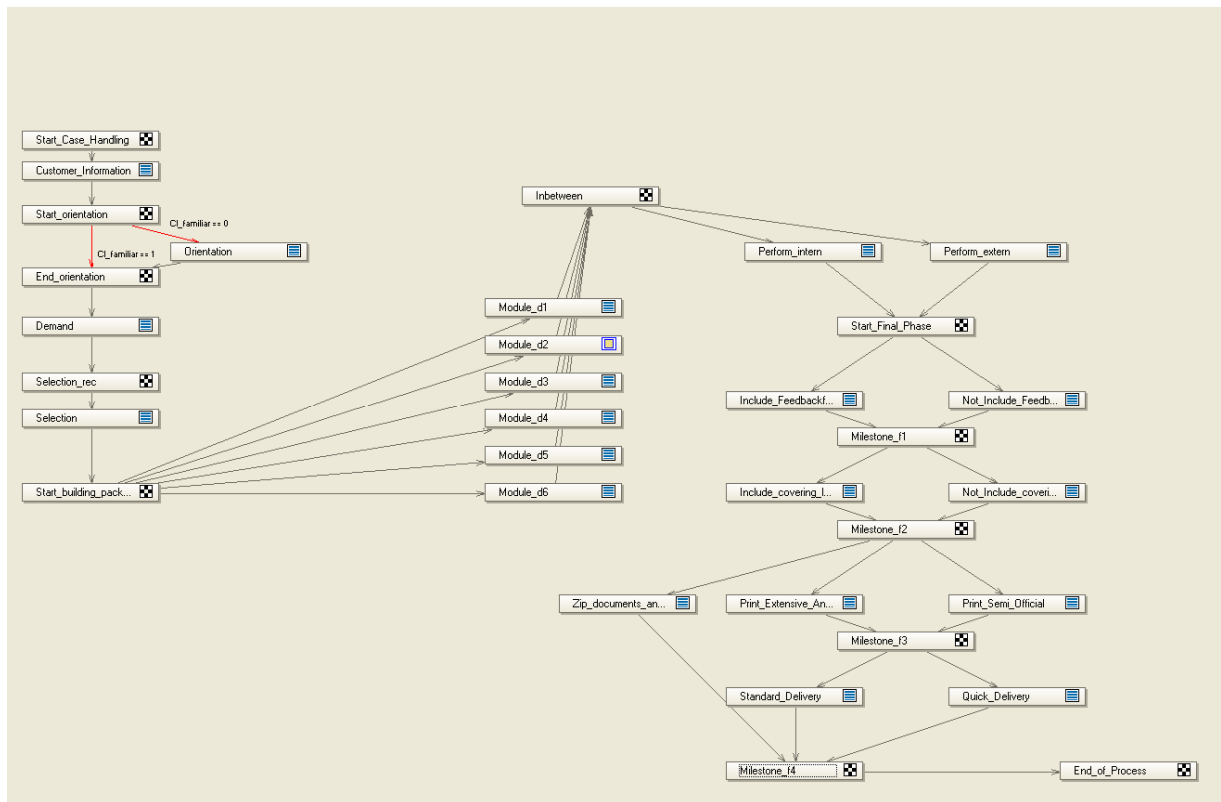 Start_Case_Handling
Customer_Information
Start_orientation
CI_familiar == 0
Orientation
CI_familiar == 1
End_orientation
Demand
Selection_rec
Selection
Start_building_pack...
Module_d1
Module_d2
Module_d3
Module_d4
Module_d5
Module_d6
Inbetween
Perform_intern
Perform_extern
Start_Final_Phase
Include_Feedbackf...
Not_Include_Feedb...
Milestone_f1
Include_covering_l...
Not_Include_coveri...
Milestone_f2
Zip_documents_an...
Print_Extensive_An...
Print_Semi_Official
Milestone_f3
Standard_Delivery
Quick_Delivery
Milestone_f4
End_of_Process